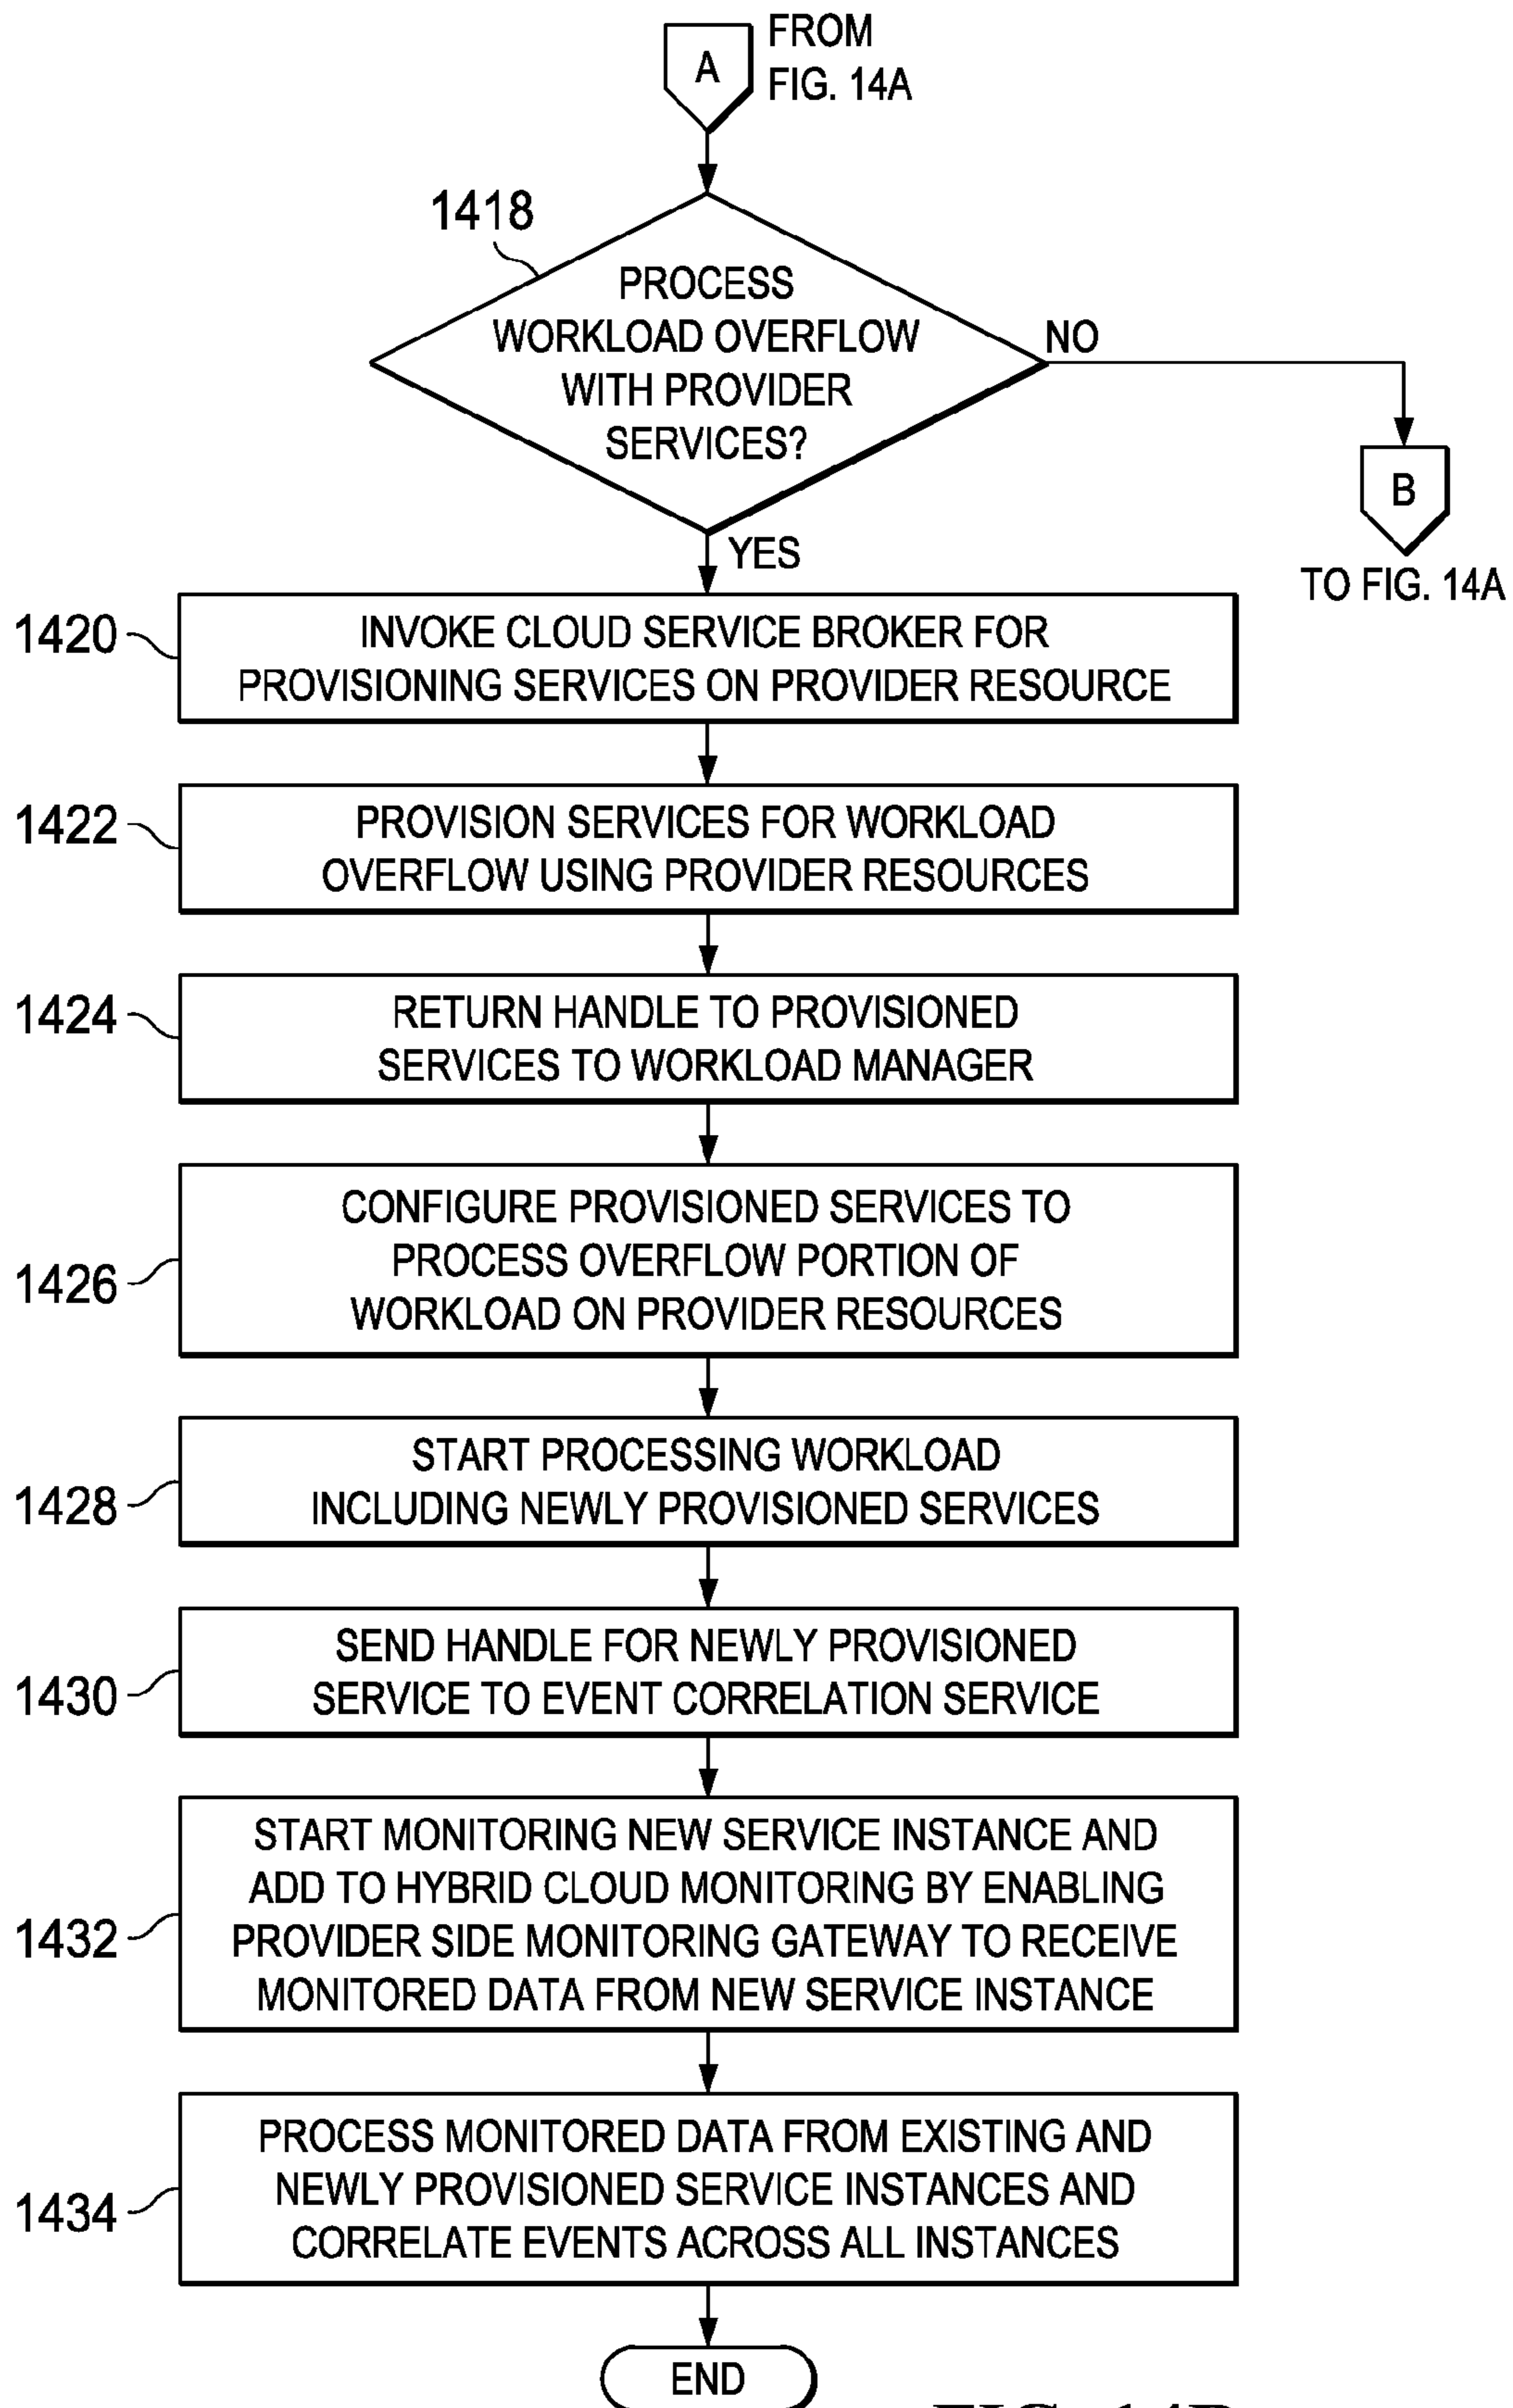 A
FROM
FIG. 14A
1418
PROCESS
WORKLOAD OVERFLOW
WITH PROVIDER
SERVICES?
NO
B
TO FIG. 14A
YES
1420
INVOKE CLOUD SERVICE BROKER FOR
PROVISIONING SERVICES ON PROVIDER RESOURCE
1422
PROVISION SERVICES FOR WORKLOAD
OVERFLOW USING PROVIDER RESOURCES
1424
RETURN HANDLE TO PROVISIONED
SERVICES TO WORKLOAD MANAGER
1426
CONFIGURE PROVISIONED SERVICES TO
PROCESS OVERFLOW PORTION OF
WORKLOAD ON PROVIDER RESOURCES
1428
START PROCESSING WORKLOAD
INCLUDING NEWLY PROVISIONED SERVICES
1430
SEND HANDLE FOR NEWLY PROVISIONED
SERVICE TO EVENT CORRELATION SERVICE
1432
START MONITORING NEW SERVICE INSTANCE AND
ADD TO HYBRID CLOUD MONITORING BY ENABLING
PROVIDER SIDE MONITORING GATEWAY TO RECEIVE
MONITORED DATA FROM NEW SERVICE INSTANCE
1434
PROCESS MONITORED DATA FROM EXISTING AND
NEWLY PROVISIONED SERVICE INSTANCES AND
CORRELATE EVENTS ACROSS ALL INSTANCES
END